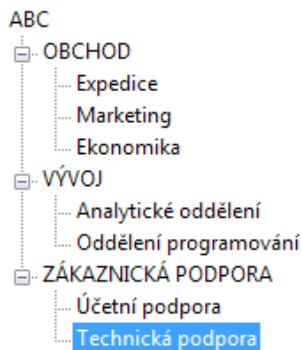 ABC
OBCHOD
Expedice
Marketing
Ekonomika
VÝVOJ
Analytické oddělení
Oddělení programování
ZÁKAZNICKÁ PODPORA
Účetní podpora
Technická podpora